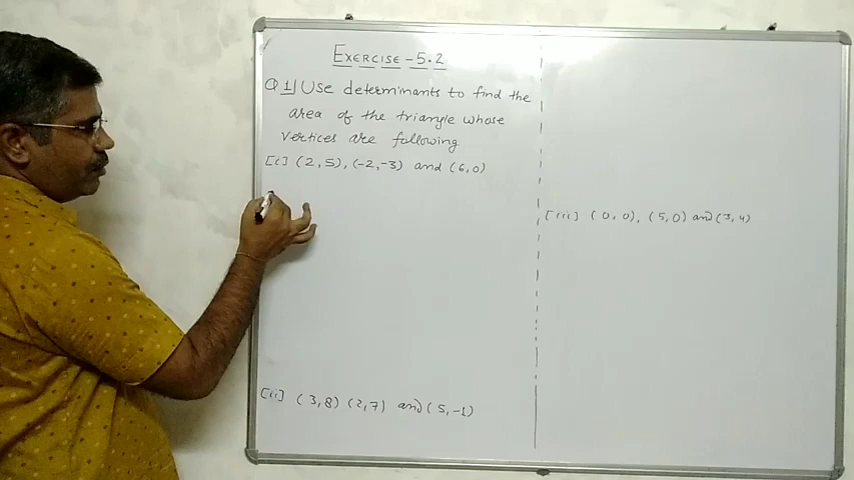 EXERCISE - 5.2
Q.1] Use determinants to find the
area of the triangle whose
vertices are following
[i] (2,5), (-2,-3) and (6,0)
[ii] (3,8) (2,7) and (5,-1)
[iii] (0,0), (5,0) and (3,4)